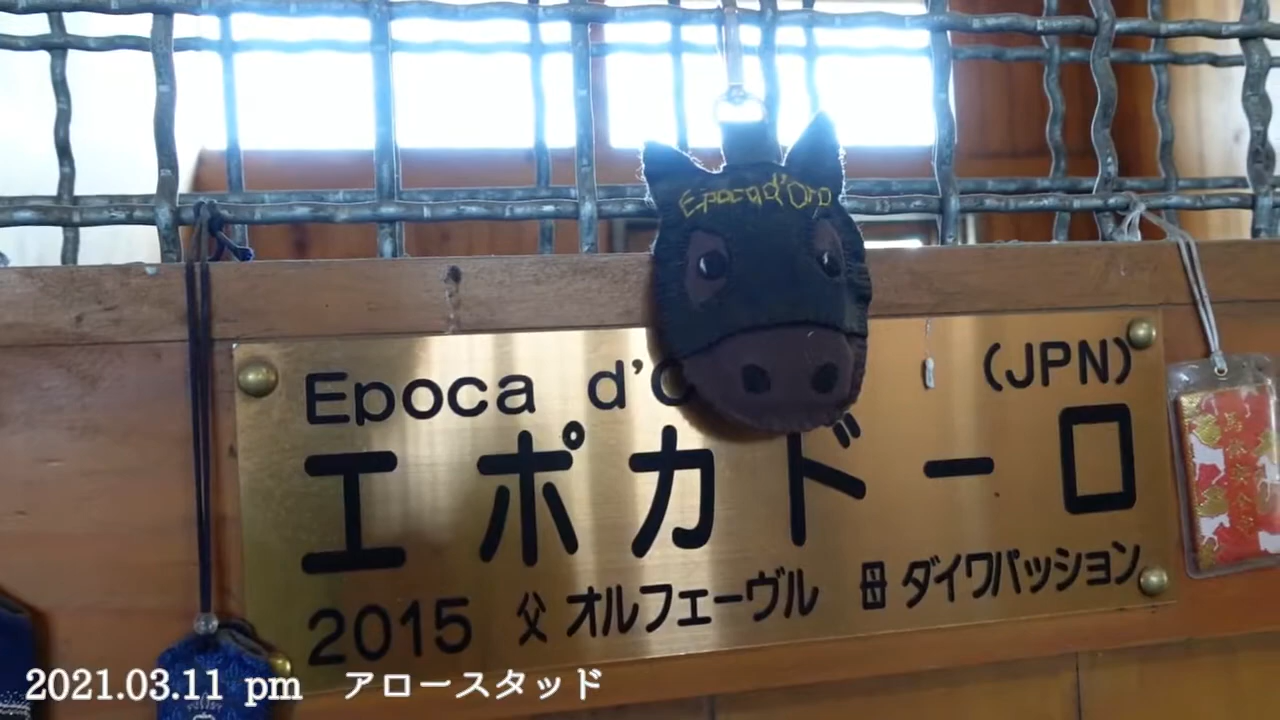 Epoca d'Oro
Epoca d'O
(JPN)
エポカドーロ
2015 父 オルフェーヴル 母 ダイワパッション
2021.03.11 pm アロースタッド